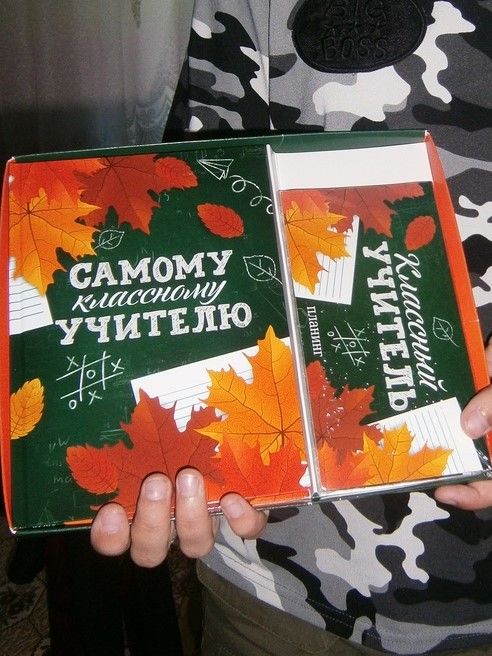 BIG
BOSS
САМОМУ
классному
УЧИТЕЛЮ
X O X
X O
O X
Классный
УЧИТЕЛЬ
планинг